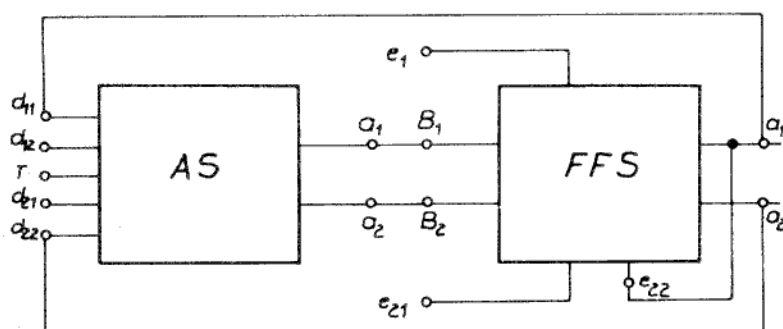 e₁
d₁₁
d₁₂
r
d₂₁
d₂₂
AS
a₁
B₁
a₂
B₂
FFS
a₁
a₂
e₂₁
e₂₂